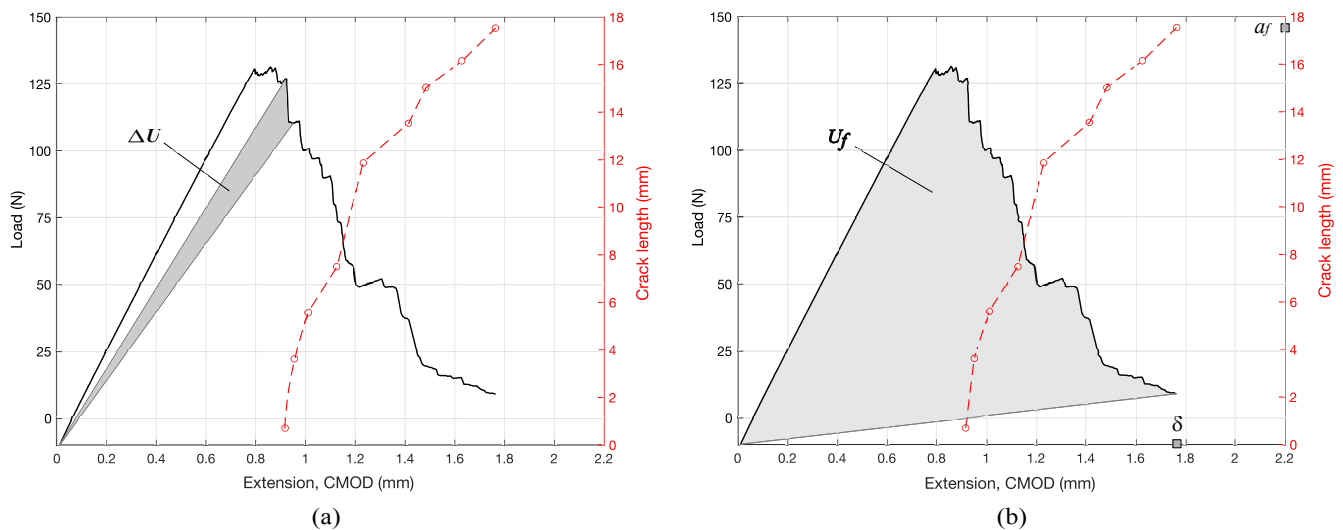 150
125
100
75
50
25
0
Load (N)
ΔU
18
16
14
12
10
8
6
4
2
0
Crack length (mm)
0 0.2 0.4 0.6 0.8 1 1.2 1.4 1.6 1.8 2 2.2
Extension, CMOD (mm)
(a)
150
125
100
75
50
25
0
Load (N)
Uf
af
δ
18
16
14
12
10
8
6
4
2
0
Crack length (mm)
0 0.2 0.4 0.6 0.8 1 1.2 1.4 1.6 1.8 2 2.2
Extension, CMOD (mm)
(b)